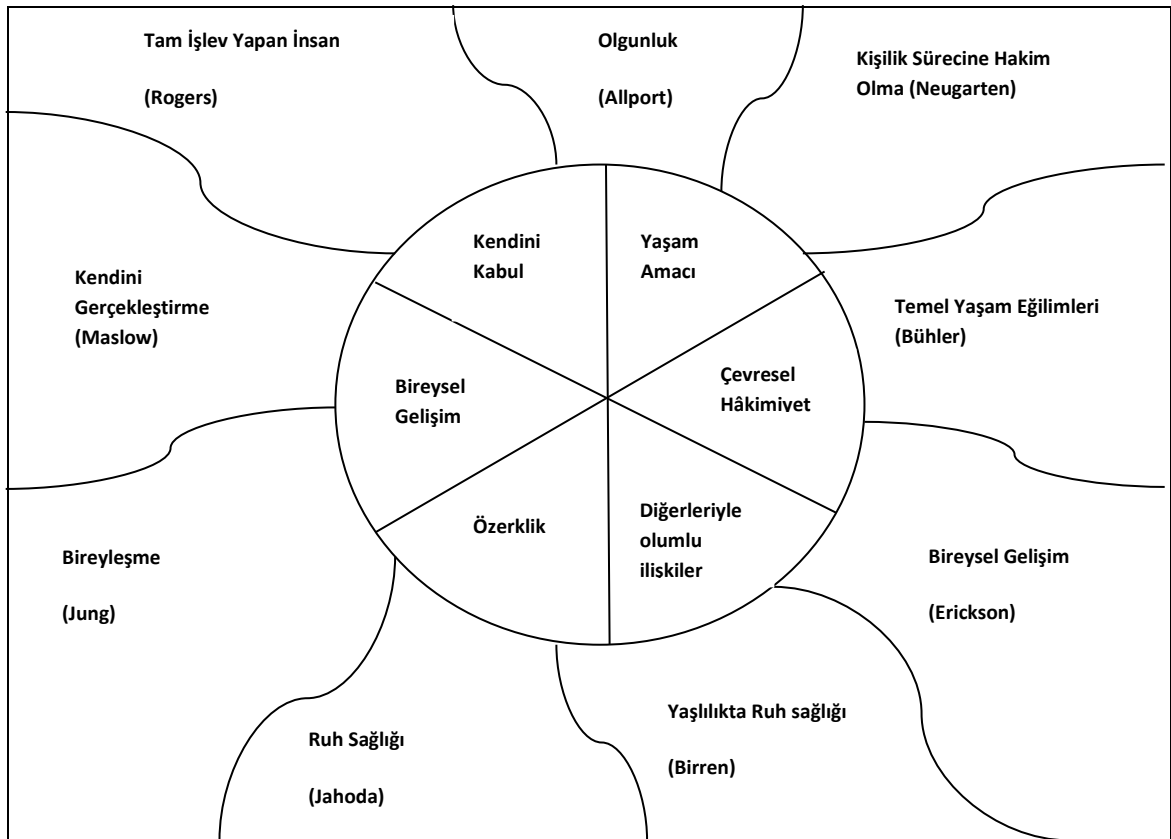 Tam İşlev Yapan İnsan
(Rogers)
Olgunluk
(Allport)
Kişilik Sürecine Hakim
Olma (Neugarten)
Kendini
Kabul
Yaşam
Amacı
Kendini
Gerçekleştirme
(Maslow)
Temel Yaşam Eğilimleri
(Bühler)
Bireysel
Gelişim
Çevresel
Hâkimivet
Özerklik
Diğerleriyle
olumlu
iliskiler
Bireyleşme
(Jung)
Bireysel Gelişim
(Erickson)
Ruh Sağlığı
(Jahoda)
Yaşlılıkta Ruh sağlığı
(Birren)